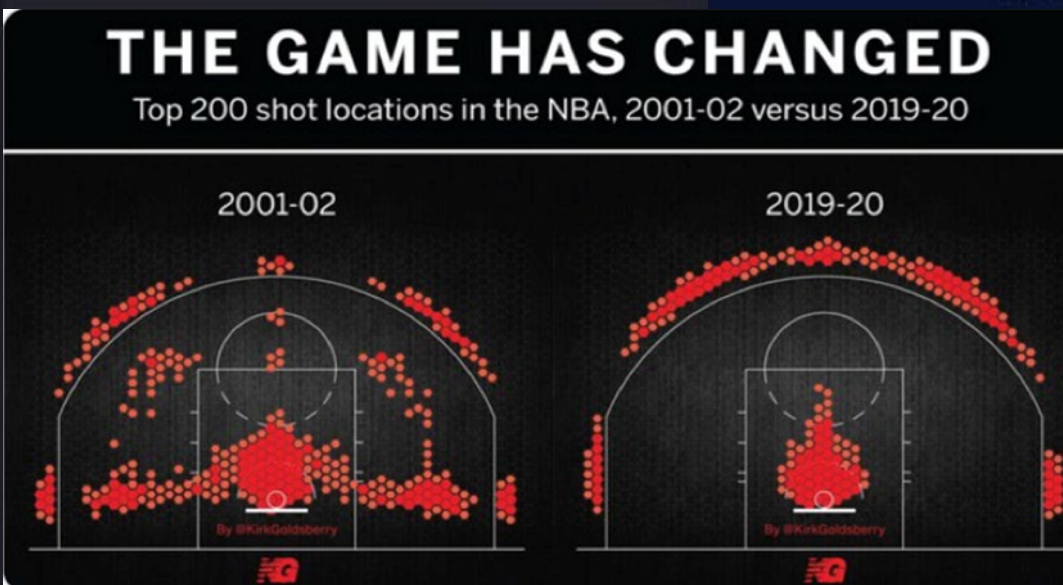 THE GAME HAS CHANGED
Top 200 shot locations in the NBA, 2001-02 versus 2019-20
2001-02
2019-20
By @KirkGoldsberry
By @KirkGoldsberry